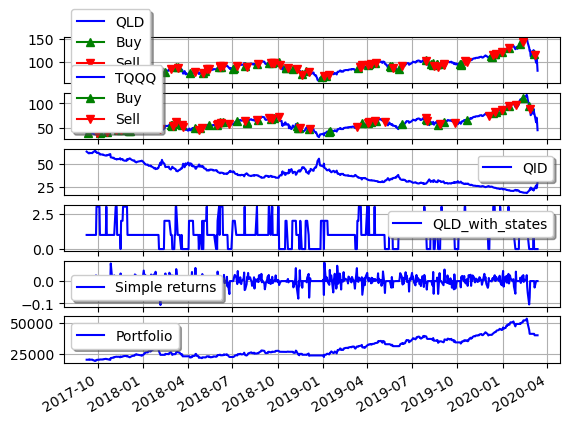 QLD
Buy
Sell
150
100
TQQQ
Buy
Sell
100
50
QID
50
25
QLD_with_states
2.5
0.0
Simple returns
0.0
−0.1
Portfolio
50000
25000
2017-10
2018-01
2018-04
2018-07
2018-10
2019-01
2019-04
2019-07
2019-10
2020-01
2020-04